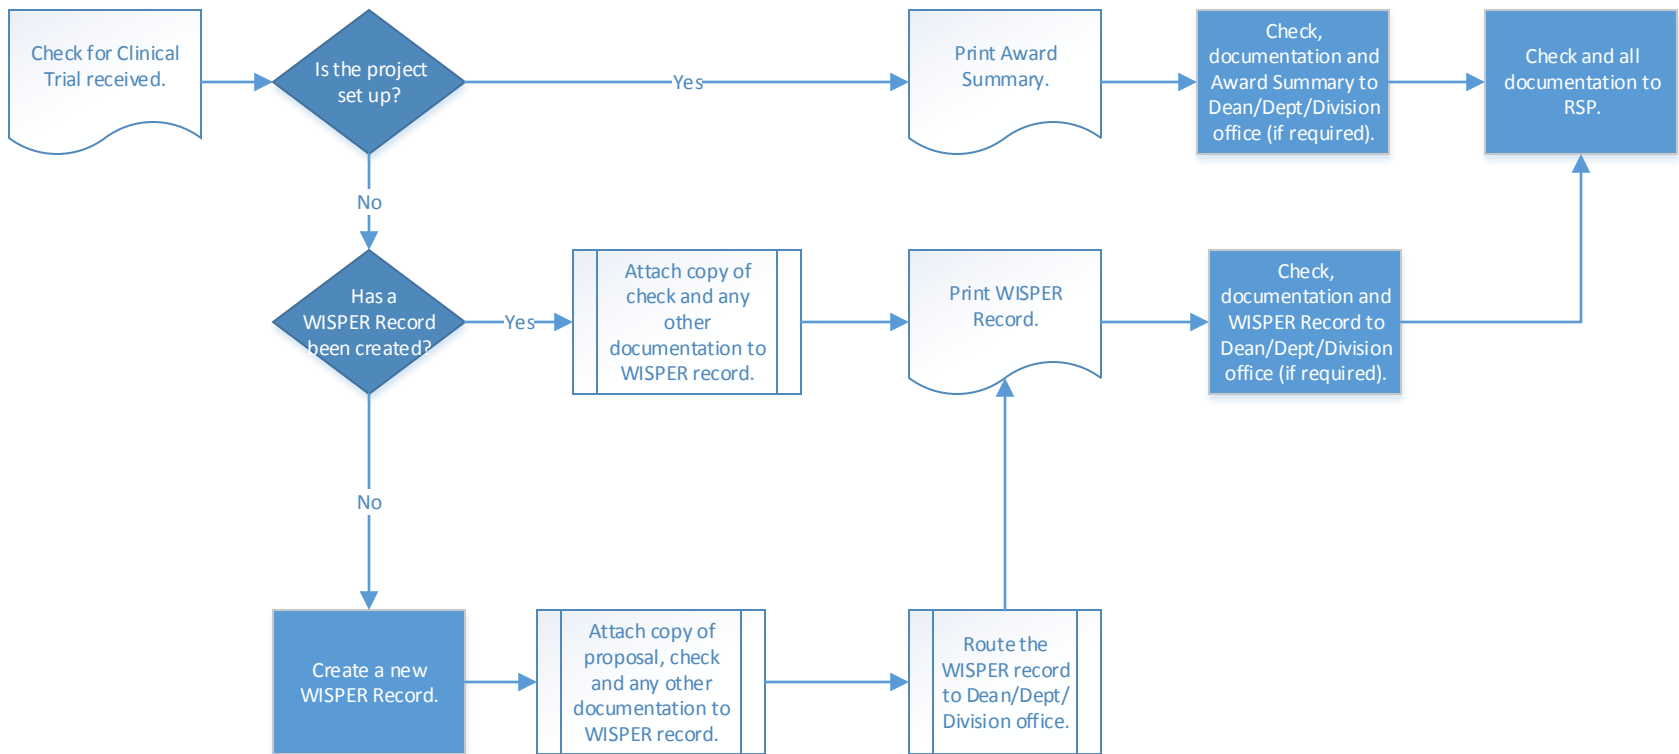 Check for Clinical
Trial received.
Is the project
set up?
Yes
Print Award
Summary.
Check,
documentation and
Award Summary to
Dean/Dept/Division
office (if required).
Check and all
documentation to
RSP.
No
Has a
WISPER Record
been created?
Yes
Attach copy of
check and any
other
documentation to
WISPER record.
Print WISPER
Record.
Check,
documentation and
WISPER Record to
Dean/Dept/Division
office (if required).
No
Create a new
WISPER Record.
Attach copy of
proposal, check
and any other
documentation to
WISPER record.
Route the
WISPER record
to Dean/Dept/
Division office.